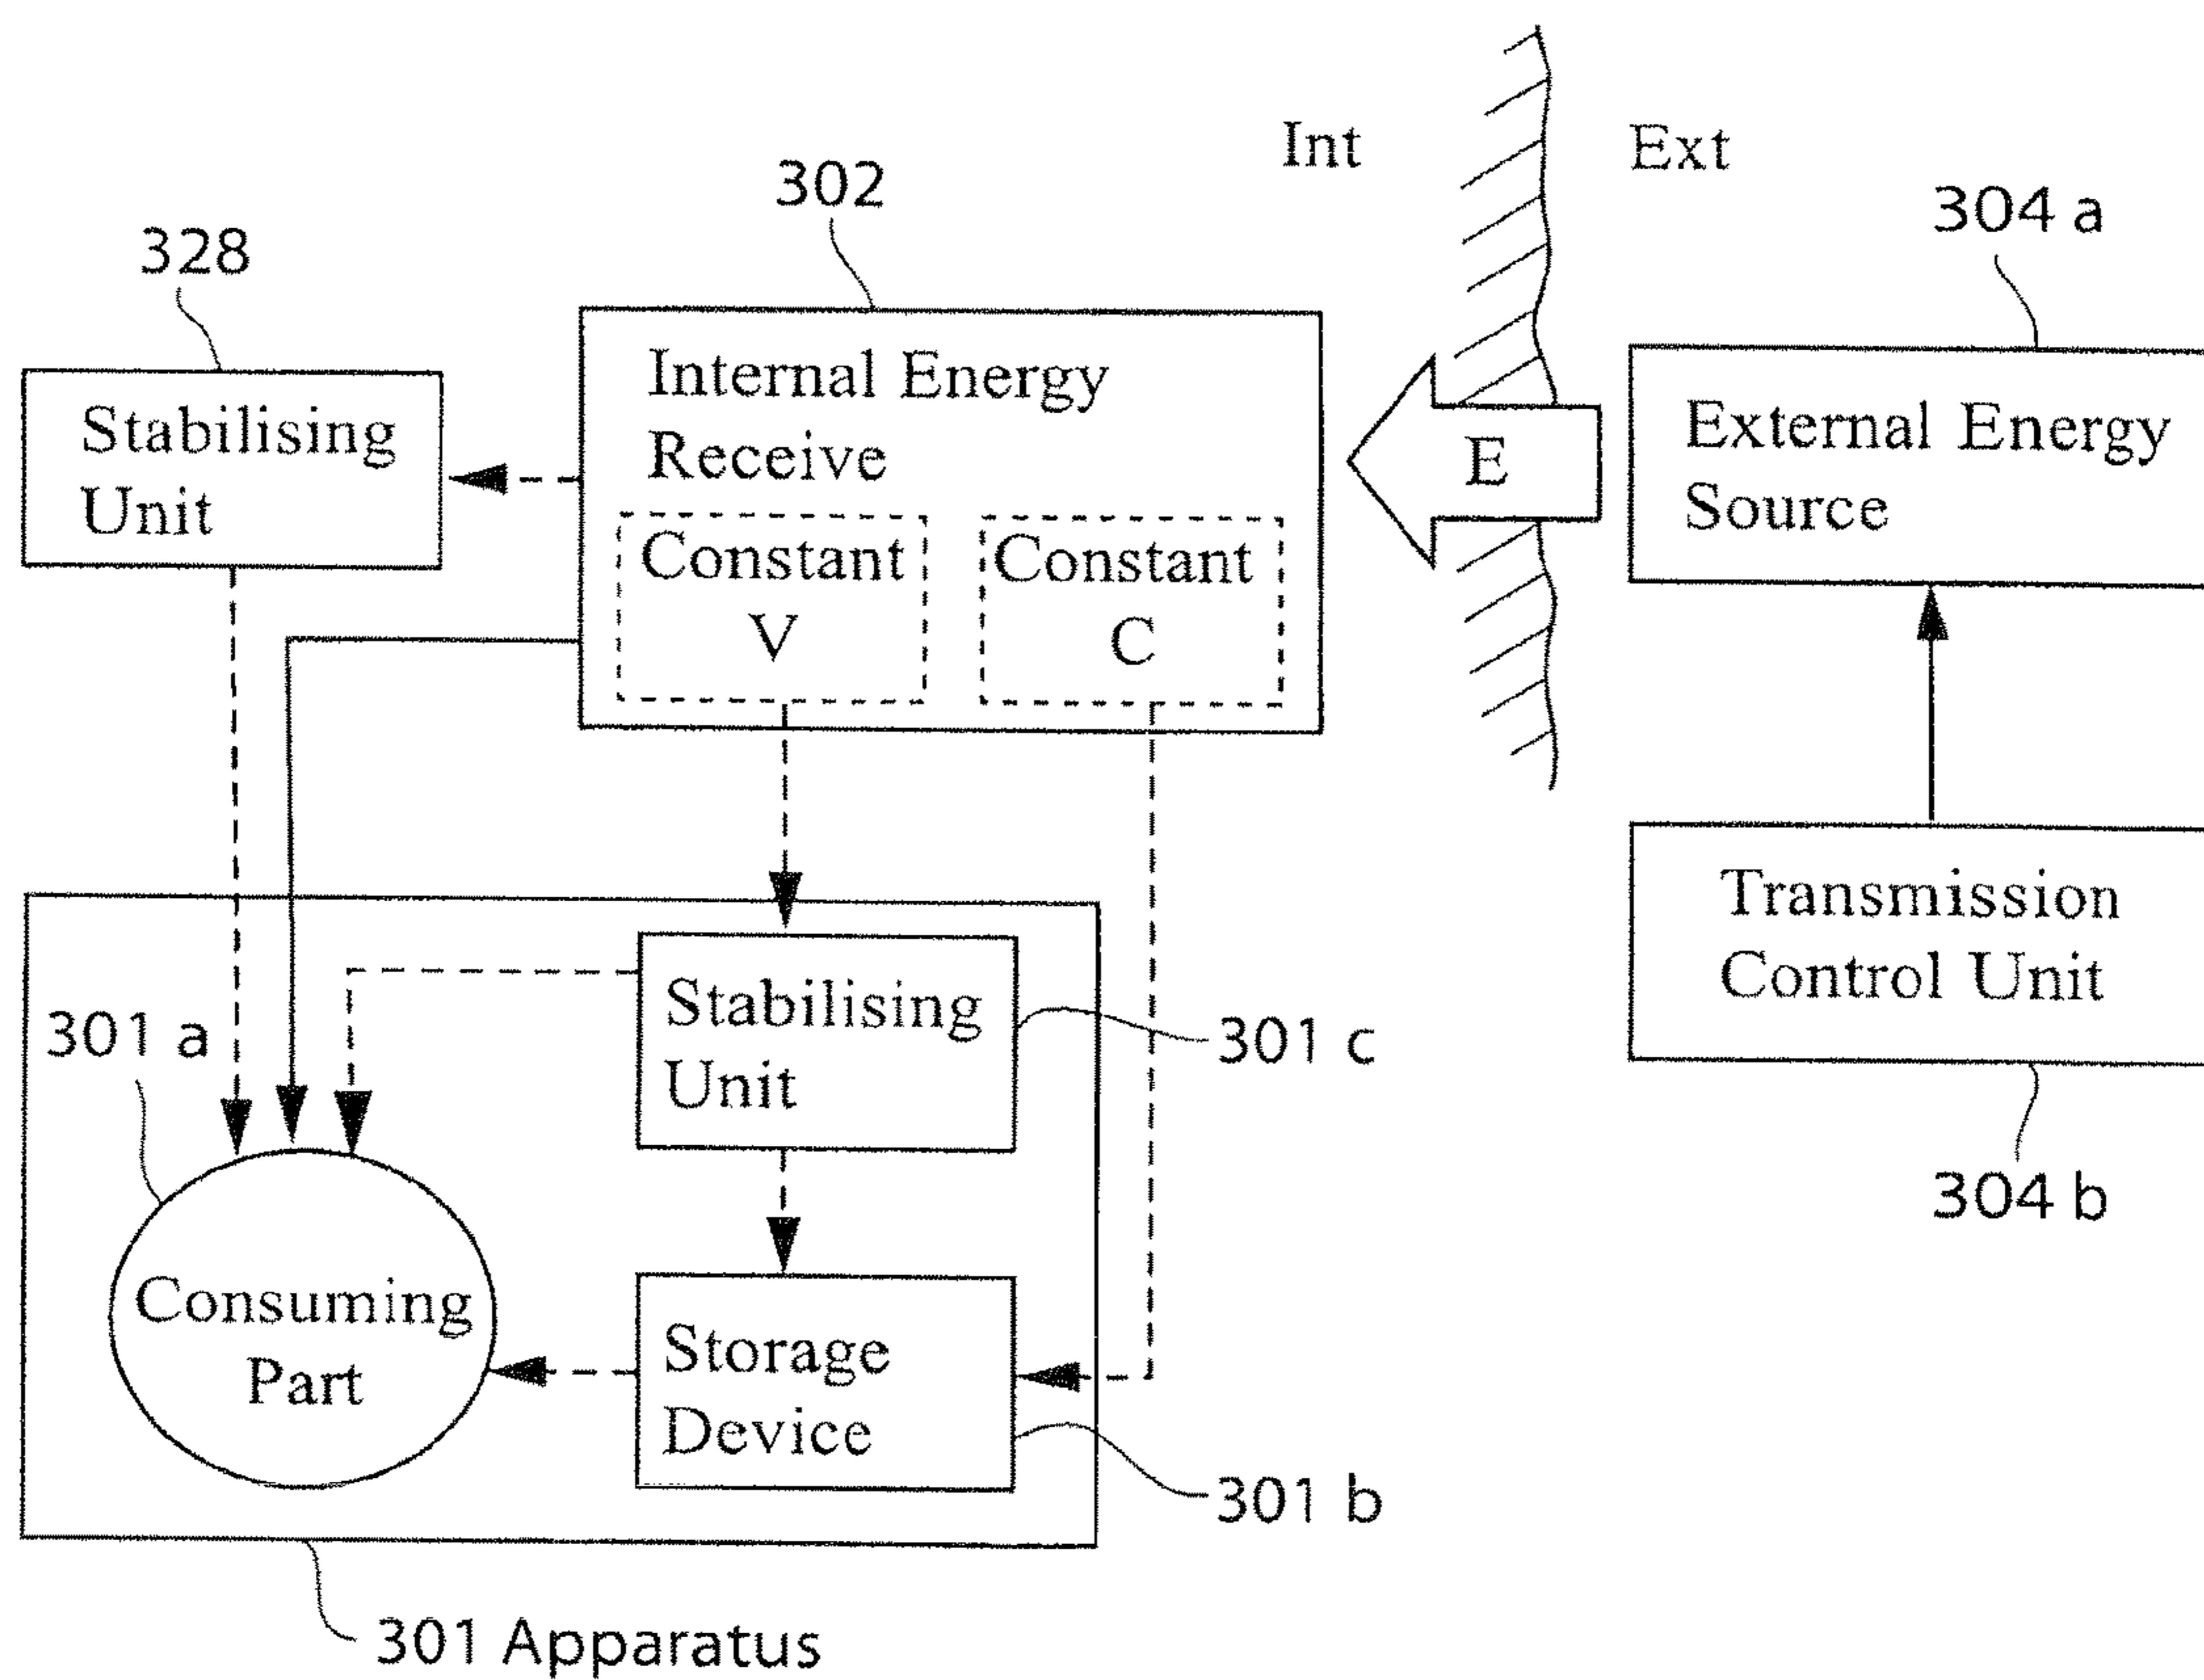 Int
Ext
302
304 a
328
Internal Energy
Receive
Stabilising
Unit
E
External Energy
Source
Constant
V
Constant
C
Transmission
Control Unit
301 a
Stabilising
Unit
301 c
304 b
Consuming
Part
Storage
Device
301 b
301 Apparatus